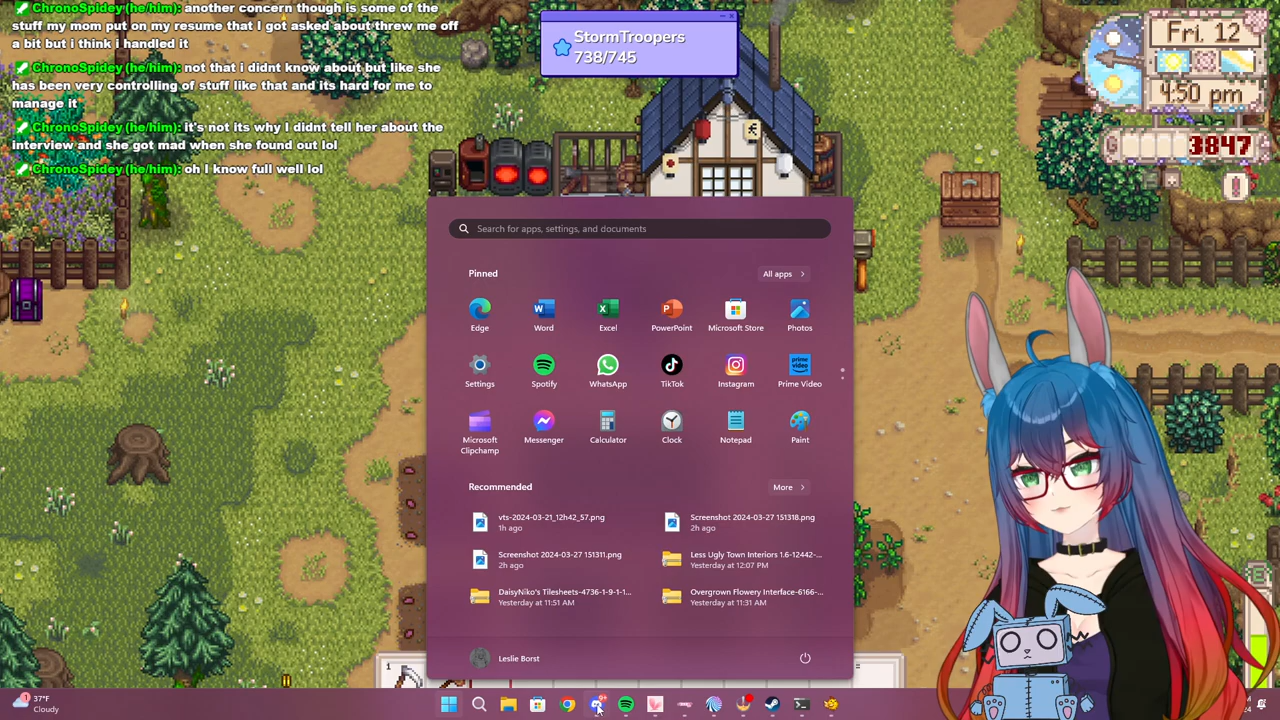 ChronoSpidey (he/him): another concern though is some of the
stuff my mom put on my resume that I got asked about threw me off
a bit but i think i handled it
ChronoSpidey (he/him): not that i didnt know about but like she
has been very controlling of stuff like that and its hard for me to
manage it
ChronoSpidey (he/him): it's not its why I didnt tell her about the
interview and she got mad when she found out lol
ChronoSpidey (he/him): oh I know full well lol
StormTroopers
738/745
Fri. 12
4:50 pm
3847
Search for apps, settings, and documents
Pinned
All apps
Edge
Word
Excel
PowerPoint
Microsoft Store
Photos
Settings
Spotify
WhatsApp
TikTok
Instagram
prime video
Prime Video
Microsoft Clipchamp
Messenger
Calculator
Clock
Notepad
Paint
Recommended
More
vts-2024-03-21_12h42_57.png
1h ago
Screenshot 2024-03-27 151318.png
2h ago
Screenshot 2024-03-27 151311.png
2h ago
Less Ugly Town Interiors 1.6-12442-...
Yesterday at 12:07 PM
DaisyNiko's Tilesheets-4736-1-9-1-1...
Yesterday at 11:51 AM
Overgrown Flowery Interface-6166-...
Yesterday at 11:31 AM
Leslie Borst
1
37°F
Cloudy